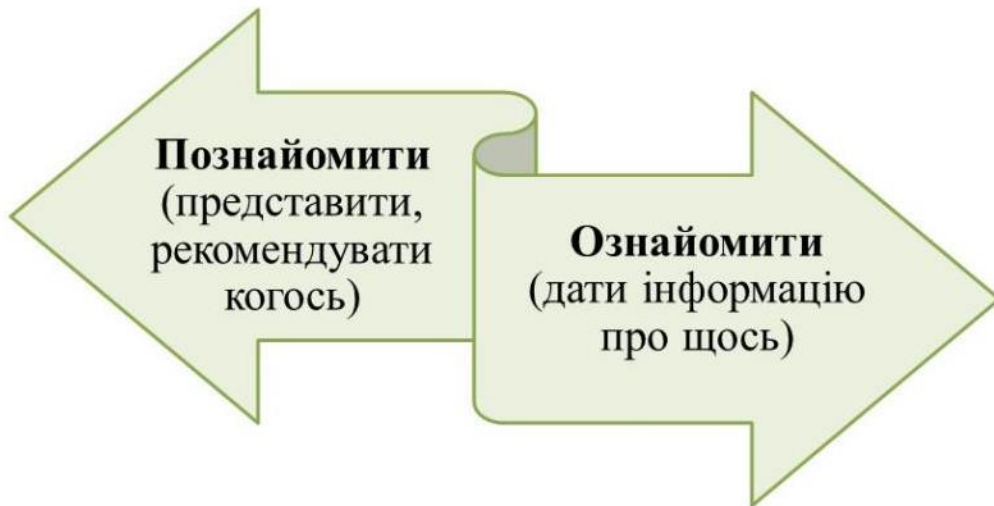 Познайомити
(представити,
рекомендувати
когось)
Ознайомити
(дати інформацію
про щось)